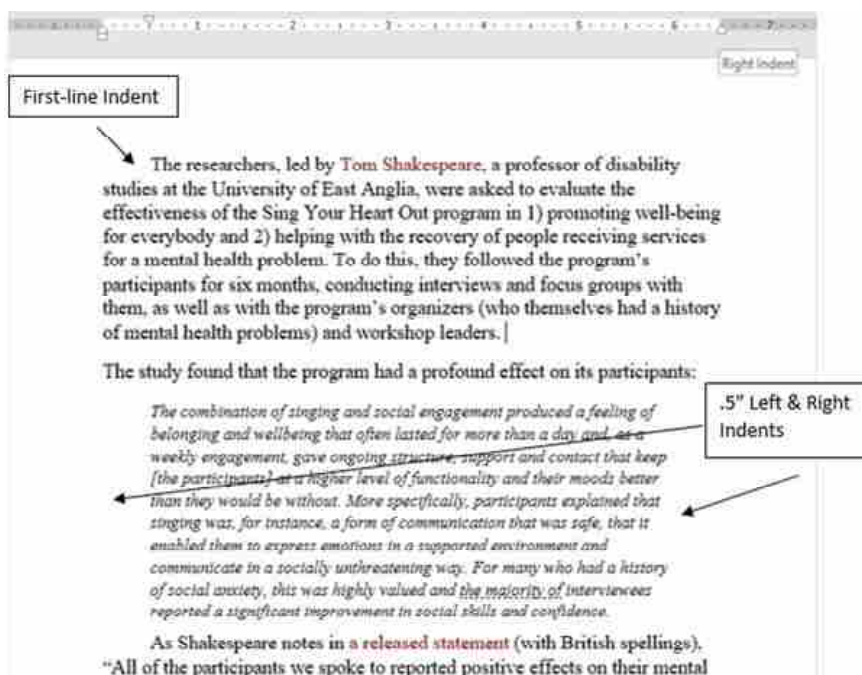 1 2 3 4 5 6 7
Right Indent
First-line Indent
The researchers, led by Tom Shakespeare, a professor of disability
studies at the University of East Anglia, were asked to evaluate the
effectiveness of the Sing Your Heart Out program in 1) promoting well-being
for everybody and 2) helping with the recovery of people receiving services
for a mental health problem. To do this, they followed the program's
participants for six months, conducting interviews and focus groups with
them, as well as with the program's organizers (who themselves had a history
of mental health problems) and workshop leaders.
The study found that the program had a profound effect on its participants:
.5" Left & Right
Indents
The combination of singing and social engagement produced a feeling of
belonging and wellbeing that often lasted for more than a day and, as a
weekly engagement, gave ongoing structure, support and contact that keep
[the participants] at a higher level of functionality and their moods better
than they would be without. More specifically, participants explained that
singing was, for instance, a form of communication that was safe, that it
enabled them to express emotions in a supported environment and
communicate in a socially unthreatening way. For many who had a history
of social anxiety, this was highly valued and the majority of interviewees
reported a significant improvement in social skills and confidence.
As Shakespeare notes in a released statement (with British spellings),
“All of the participants we spoke to reported positive effects on their mental